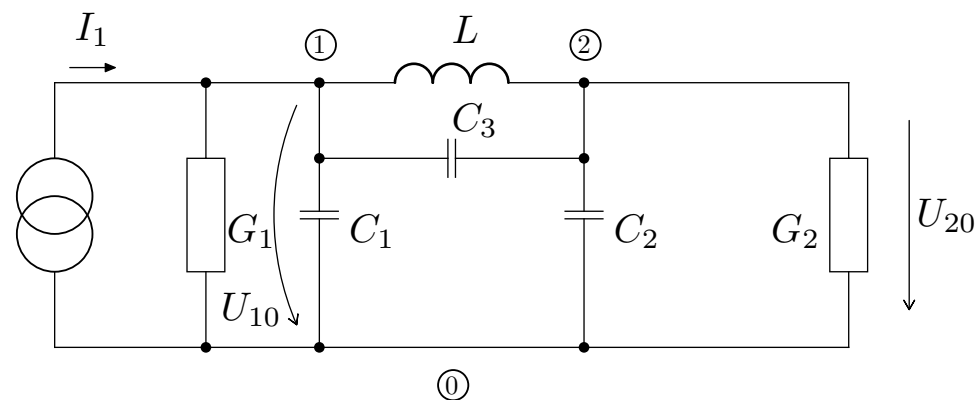 I₁
①
L
②
C₃
G₁
C₁
C₂
G₂
U₂₀
U₁₀
⓪